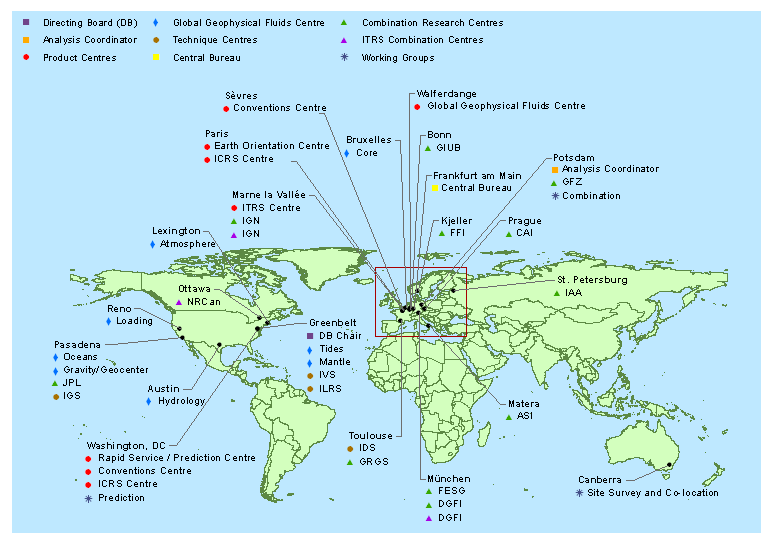 Directing Board (DB)
Global Geophysical Fluids Centre
Combination Research Centres
Analysis Coordinator
Technique Centres
ITRS Combination Centres
Product Centres
Central Bureau
Working Groups
Sèvres
Conventions Centre
Walferdange
Global Geophysical Fluids Centre
Paris
Earth Orientation Centre
ICRS Centre
Bruxelles
Core
Bonn
GIUB
Potsdam
Analysis Coordinator
GFZ
Combination
Frankfurt am Main
Central Bureau
Marne la Vallée
ITRS Centre
IGN
IGN
Kjeller
FFI
Prague
CAI
Lexington
Atmosphere
St. Petersburg
IAA
Ottawa
NRCan
Reno
Loading
Greenbelt
DB Chair
Tides
Mantle
IVS
ILRS
Pasadena
Oceans
Gravity/Geocenter
JPL
IGS
Austin
Hydrology
Matera
ASI
Washington, DC
Rapid Service / Prediction Centre
Conventions Centre
ICRS Centre
Prediction
Toulouse
IDS
GRGS
München
FESG
DGFI
DGFI
Canberra
Site Survey and Co-location